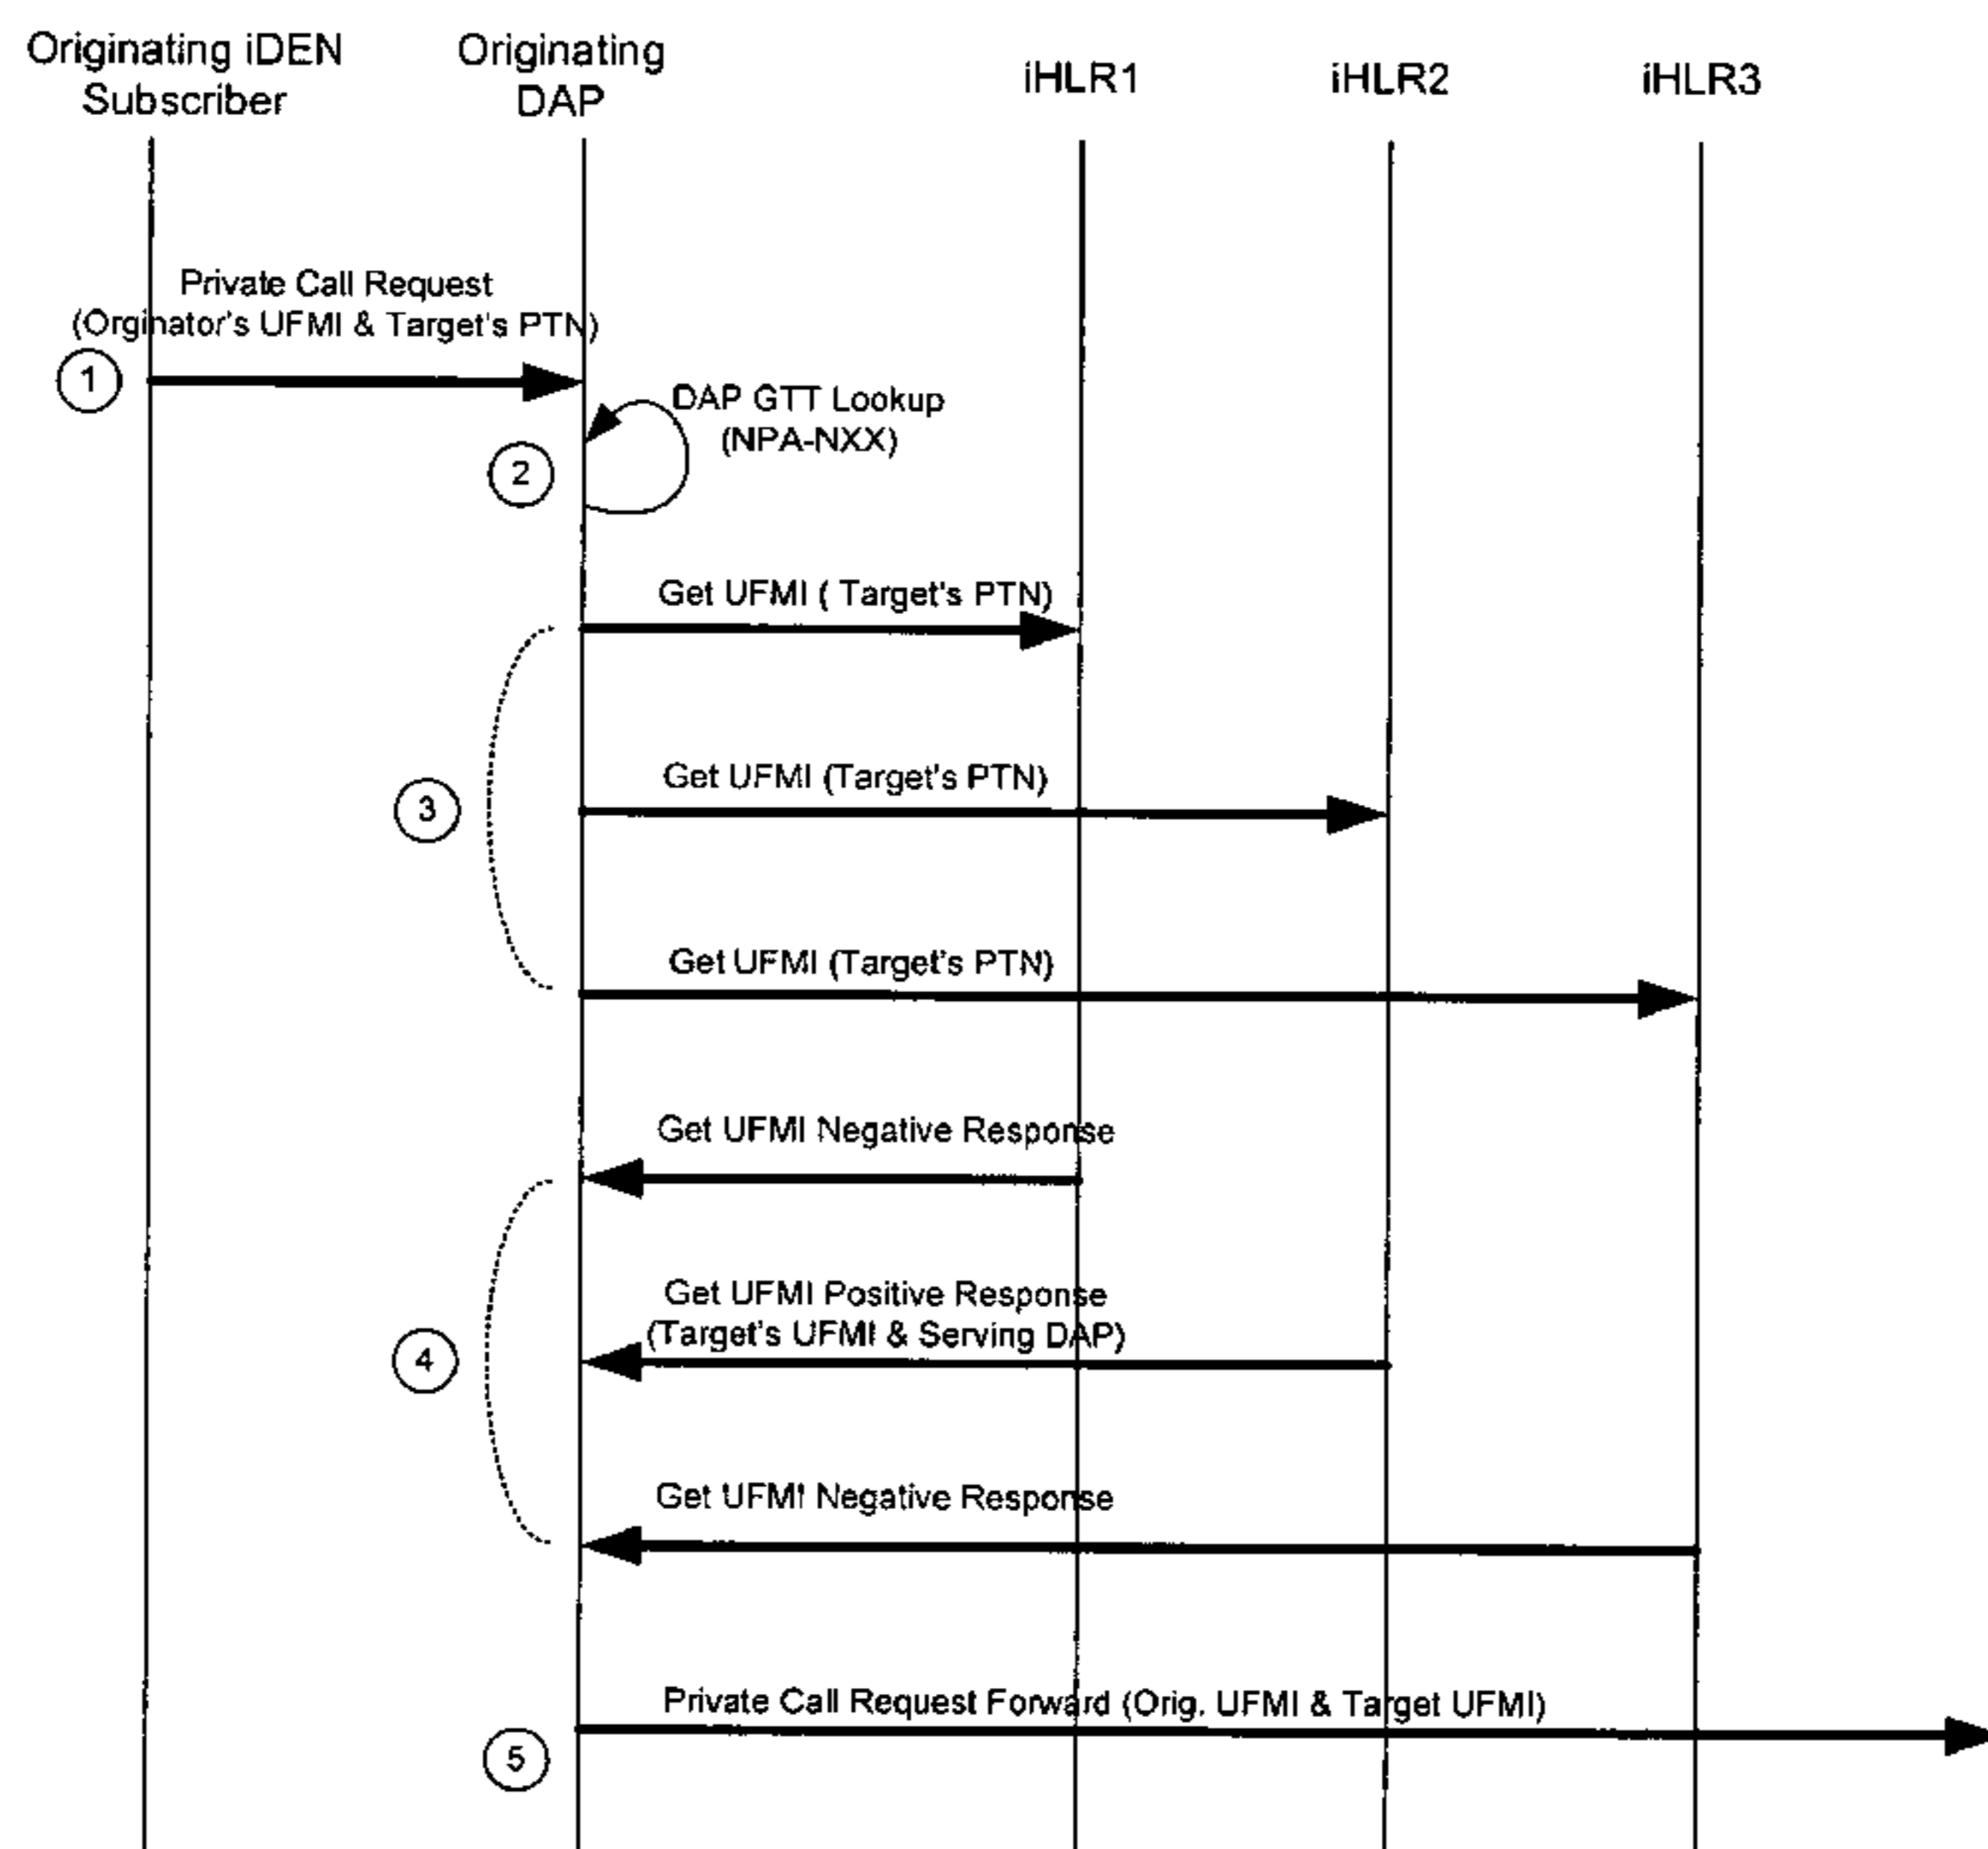 Originating iDEN
Subscriber
Originating
DAP
iHLR1
iHLR2
iHLR3
Private Call Request
(Orginator's UFMI & Target's PTN)
1
DAP GTT Lookup
(NPA-NXX)
2
Get UFMI ( Target's PTN)
Get UFMI (Target's PTN)
3
Get UFMI (Target's PTN)
Get UFMI Negative Response
Get UFMI Positive Response
(Target's UFMI & Serving DAP)
4
Get UFMI Negative Response
Private Call Request Forward (Orig. UFMI & Target UFMI)
5